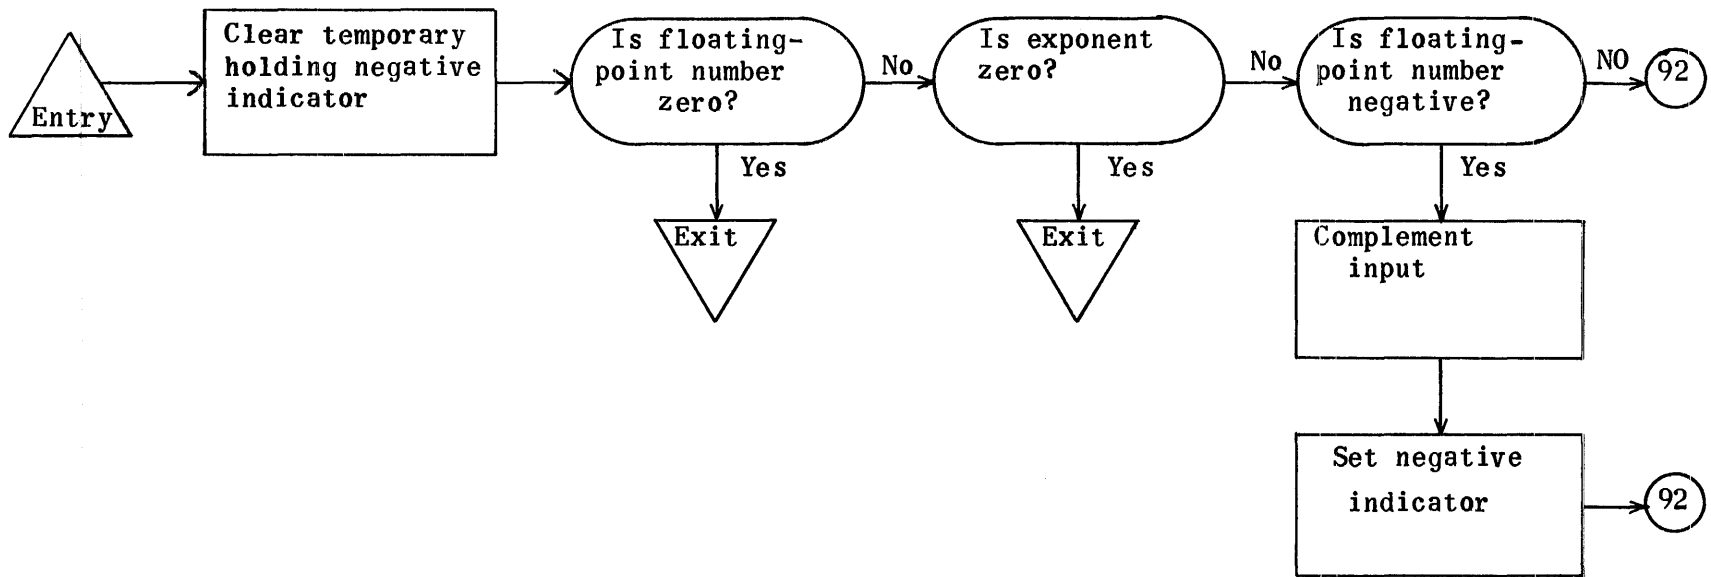 Entry
Clear temporary
holding negative
indicator
Is floating-
point number
zero?
No
Yes
Exit
Is exponent
zero?
No
Yes
Exit
Is floating-
point number
negative?
NO
92
Yes
Complement
input
Set negative
indicator
92